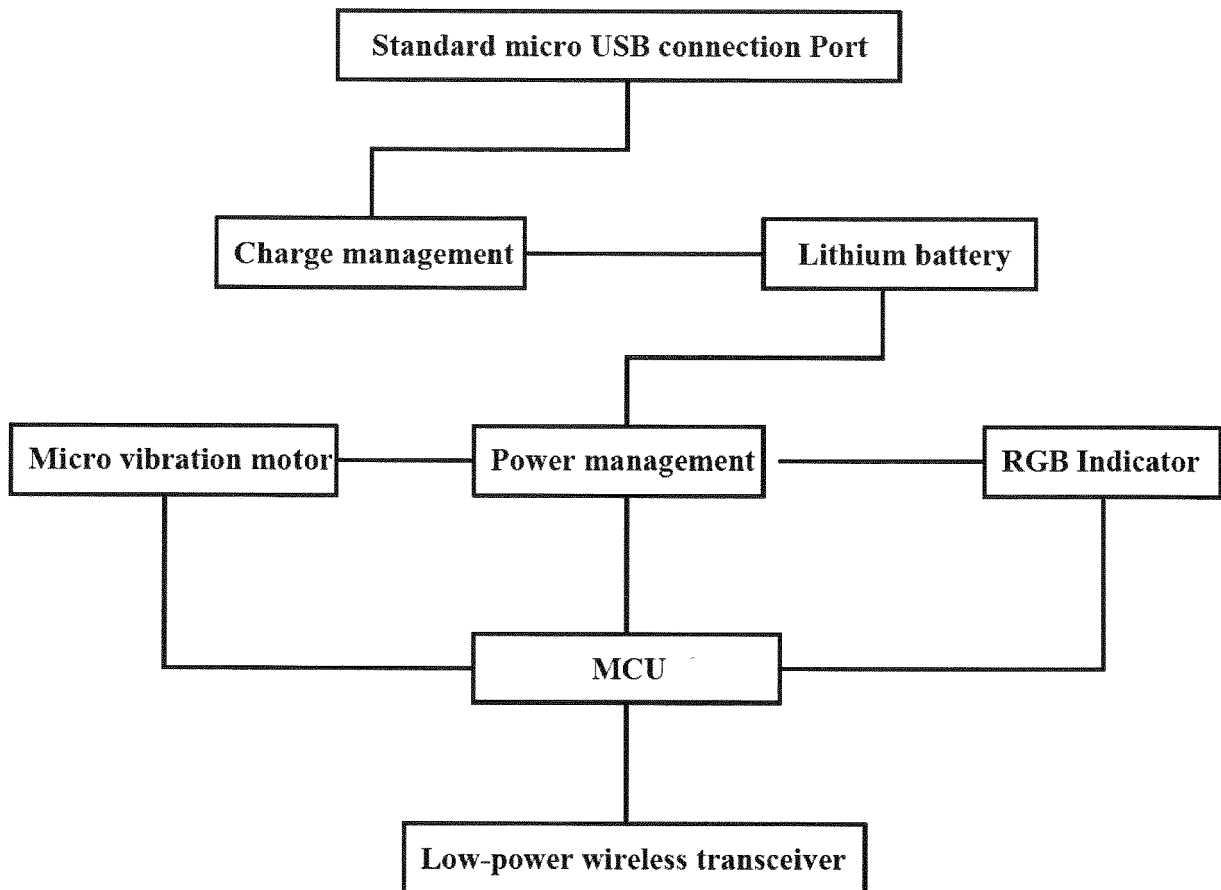 Standard micro USB connection Port
Charge management
Lithium battery
Micro vibration motor
Power management
RGB Indicator
MCU
Low-power wireless transceiver